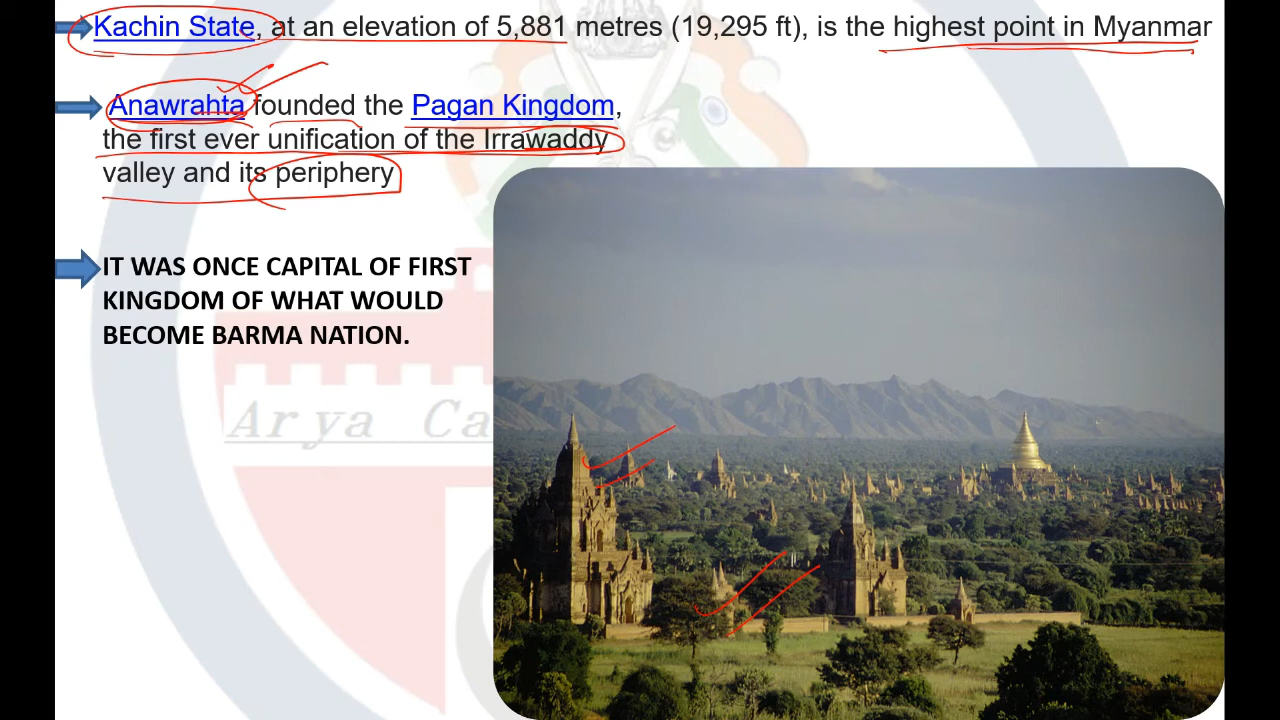 Kachin State, at an elevation of 5,881 metres (19,295 ft), is the highest point in Myanmar
Anawrahta founded the Pagan Kingdom,
the first ever unification of the Irrawaddy
valley and its periphery
IT WAS ONCE CAPITAL OF FIRST
KINGDOM OF WHAT WOULD
BECOME BARMA NATION.
Arya Ca